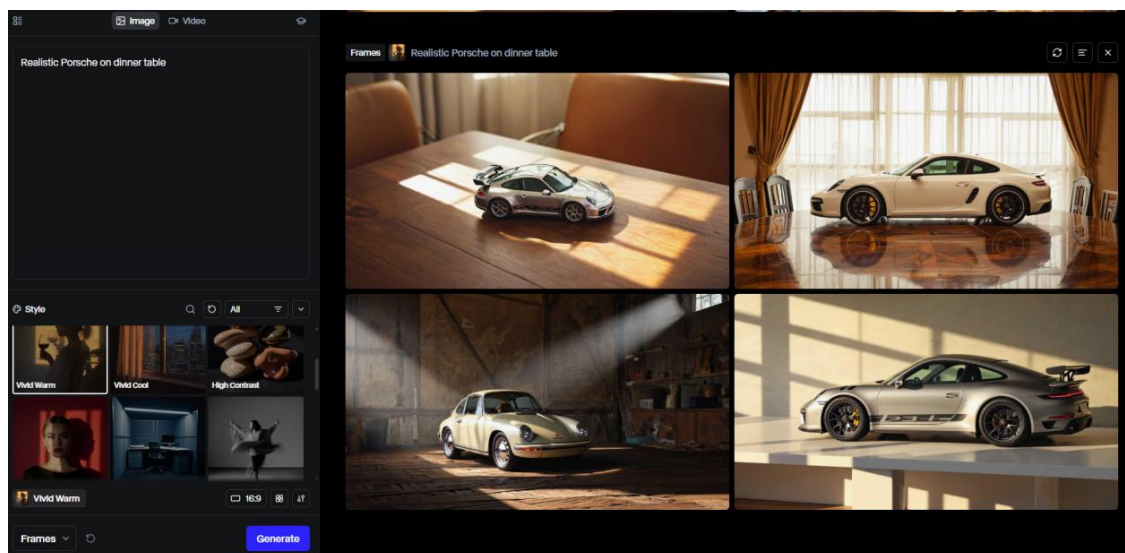 Image
Video
Realistic Porsche on dinner table
Style
All
Vivid Warm
Vivid Cool
High Contrast
Vivid Warm
16:9
Frames
Generate
Frames
Realistic Porsche on dinner table